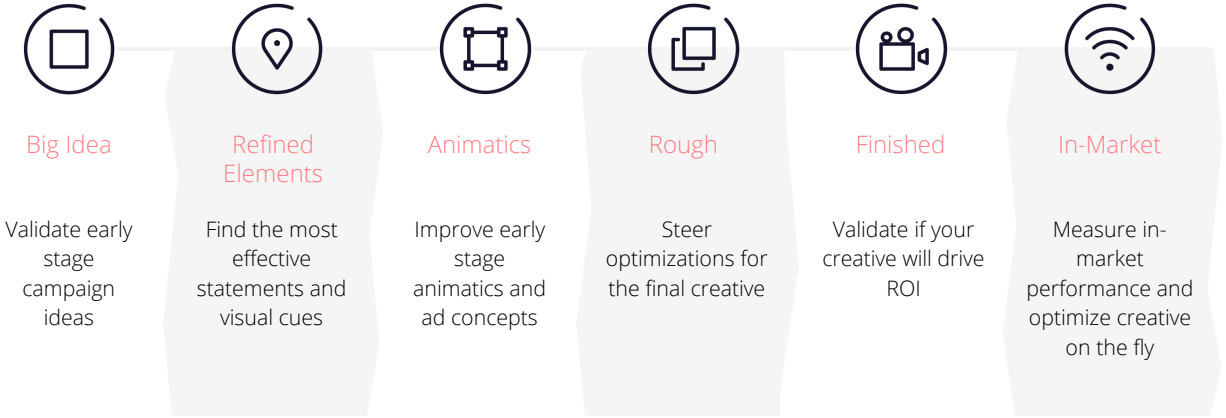 Big Idea
Validate early
stage
campaign
ideas
Refined
Elements
Find the most
effective
statements and
visual cues
Animatics
Improve early
stage
animatics and
ad concepts
Rough
Steer
optimizations for
the final creative
Finished
Validate if your
creative will drive
ROI
In-Market
Measure in-
market
performance and
optimize creative
on the fly